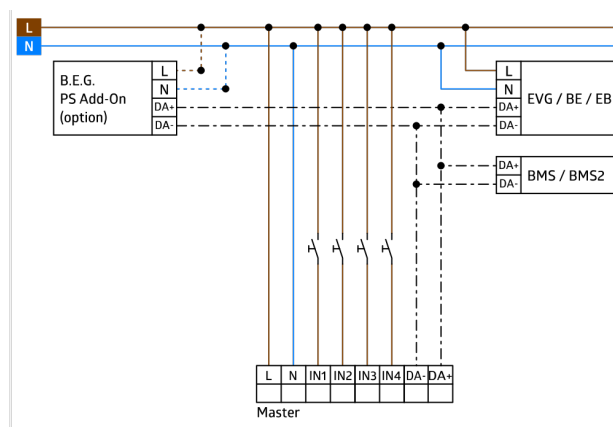 L
N
B.E.G.
PS Add-On
(option)
L
N
DA+
DA-
L
N
DA+
DA-
EVG / BE / EB
DA+
DA-
BMS / BMS2
L N IN1 IN2 IN3 IN4 DA- DA+
Master